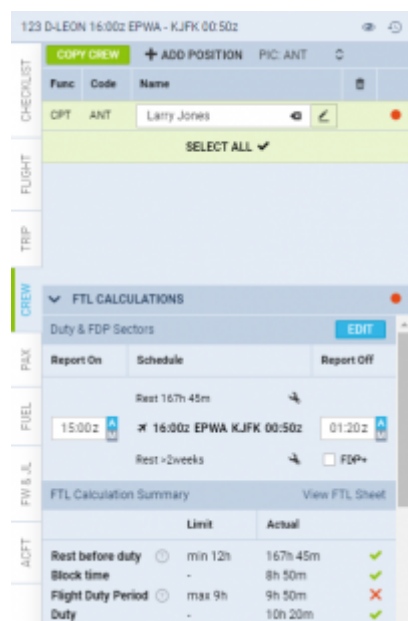 123 D-LEON 16:00z EPWA - KJFK 00:50z
COPY CREW + ADD POSITION PIC: ANT
Func Code Name
CPT ANT Larry Jones
SELECT ALL
CHECKLIST
FLIGHT
TRIP
CREW
PAX
FUEL
FW & JL
ACFT
FTL CALCULATIONS
Duty & FDP Sectors EDIT
Report On Schedule Report Off
Rest 167h 45m
15:00z A M 16:00z EPWA KJFK 00:50z 01:20z A M
Rest >2weeks FDP+
FTL Calculation Summary View FTL Sheet
Limit Actual
Rest before duty ? min 12h 167h 45m
Block time - 8h 50m
Flight Duty Period ? max 9h 9h 50m
Duty - 10h 20m